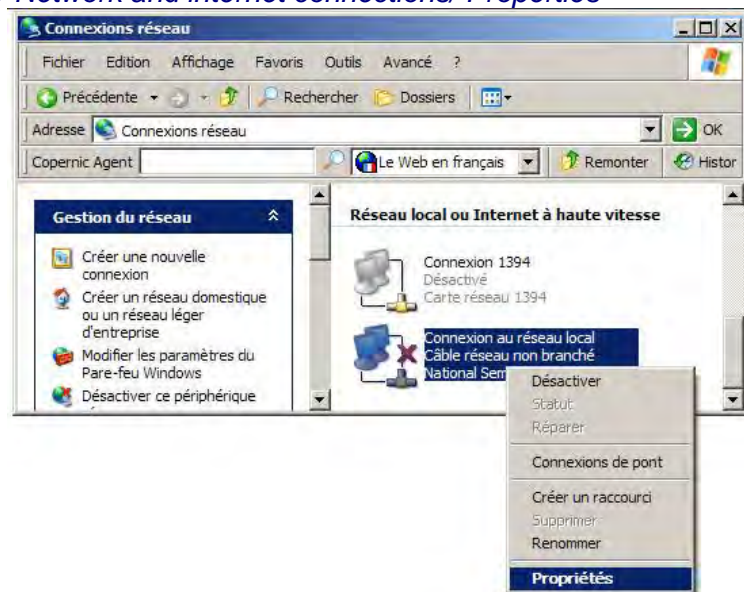 Network and internet connections/ Properties
Connexions réseau
Fichier Edition Affichage Favoris Outils Avancé ?
Précédente Rechercher Dossiers
Adresse Connexions réseau OK
Copernic Agent Le Web en français Remonter Histor
Gestion du réseau
Créer une nouvelle
connexion
Créer un réseau domestique
ou un réseau léger
d'entreprise
Modifier les paramètres du
Pare-feu Windows
Désactiver ce périphérique
Réseau local ou Internet à haute vitesse
Connexion 1394
Désactivé
Carte réseau 1394
Connexion au réseau local
Câble réseau non branché
National Sem
Désactiver
Statut
Réparer
Connexions de pont
Créer un raccourci
Supprimer
Renommer
Propriétés